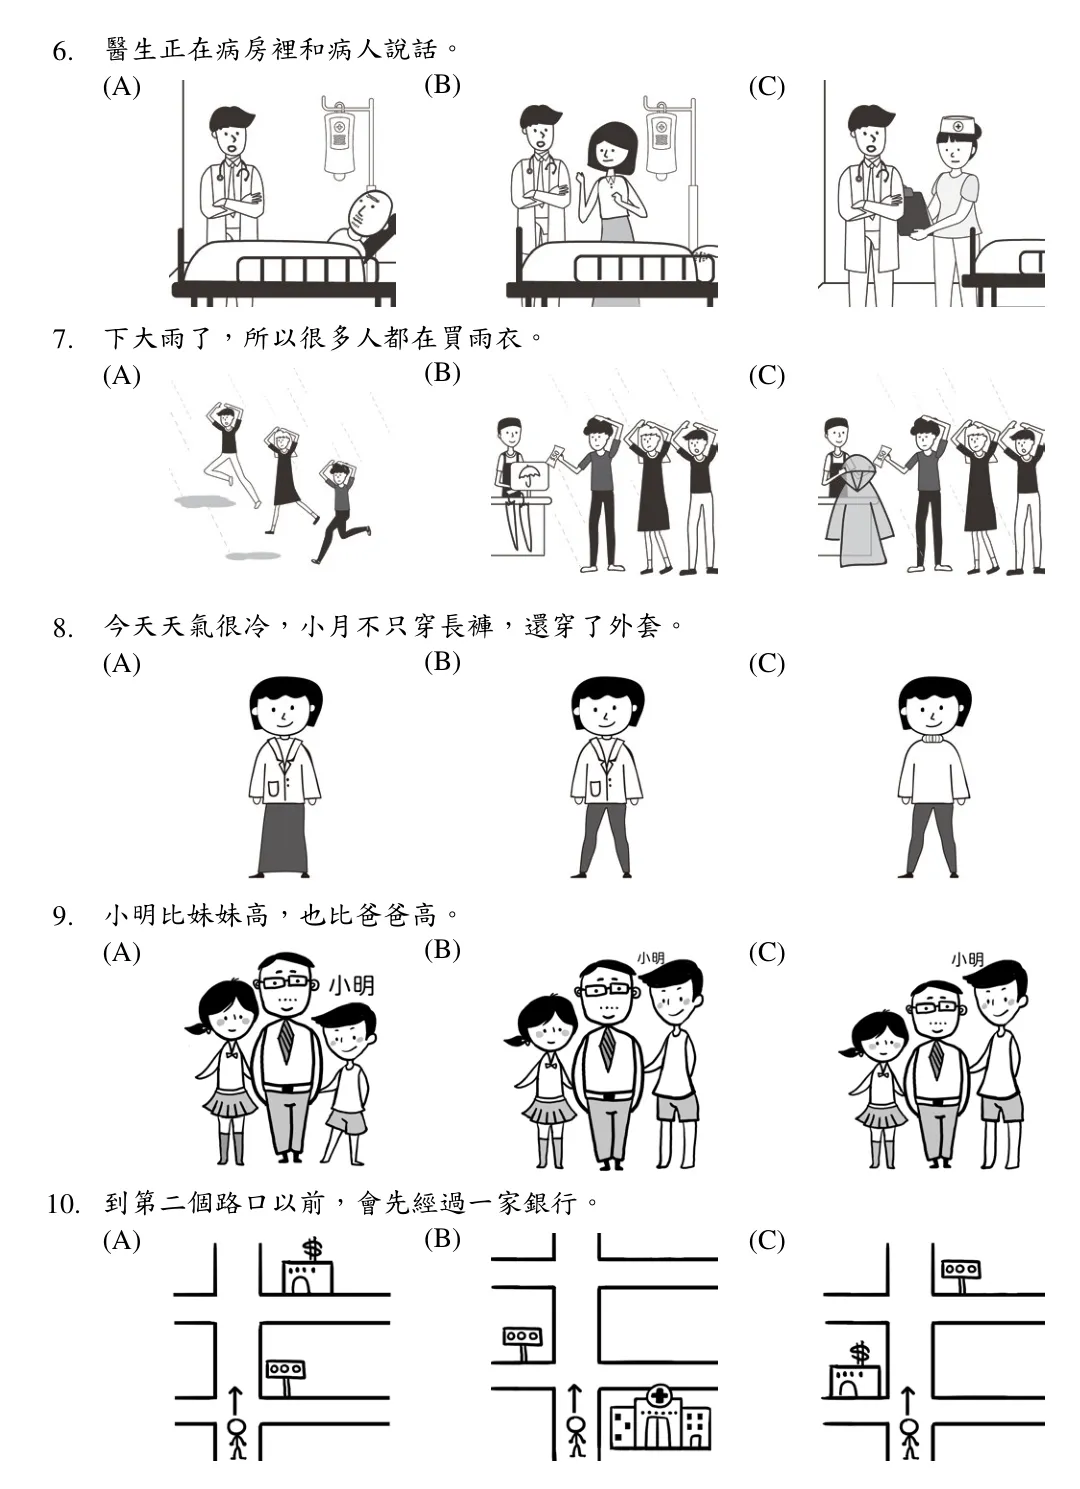 6. 醫生正在病房裡和病人說話。
(A) (B) (C)
7. 下大雨了，所以很多人都在買雨衣。
(A) (B) (C)
8. 今天天氣很冷，小月不只穿長褲，還穿了外套。
(A) (B) (C)
9. 小明比妹妹高，也比爸爸高。
(A) (B) (C)
小明 小明 小明
10. 到第二個路口以前，會先經過一家銀行。
(A) (B) (C)
$
$